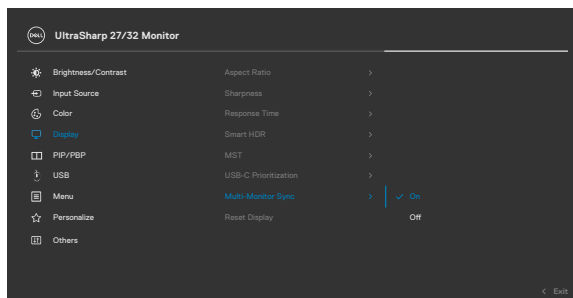 DELL UltraSharp 27/32 Monitor
Brightness/Contrast Aspect Ratio >
Input Source Sharpness >
Color Response Time >
Display Smart HDR >
PIP/PBP MST >
USB USB-C Prioritization >
Menu Multi-Monitor Sync > ✓ On
Personalize Reset Display Off
Others
< Exit